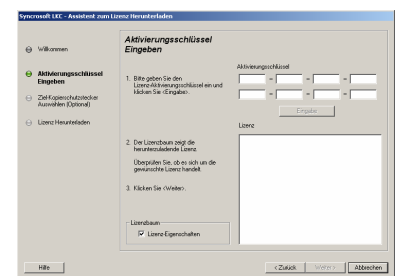 Syncrosoft LKC - Assistent zum Lizenz Herunterladen
Willkommen
Aktivierungsschlüssel
Eingeben
Ziel-Kopierschutzstecker
Auswählen (Optional)
Lizenz Herunterladen
Aktivierungsschlüssel
Eingeben
1. Bitte geben Sie den
Lizenz-Aktivierungsschlüssel ein und
klicken Sie <Eingabe>.
Aktivierungsschlüssel
- - -
- - -
Eingabe
Lizenz
2. Der Lizenzbaum zeigt die
herunterzuladende Lizenz.
Überprüfen Sie, ob es sich um die
gewünschte Lizenz handelt.
3. Klicken Sie <Weiter>.
Lizenzbaum
Lizenz-Eigenschaften
Hilfe
< Zurück
Weiter >
Abbrechen